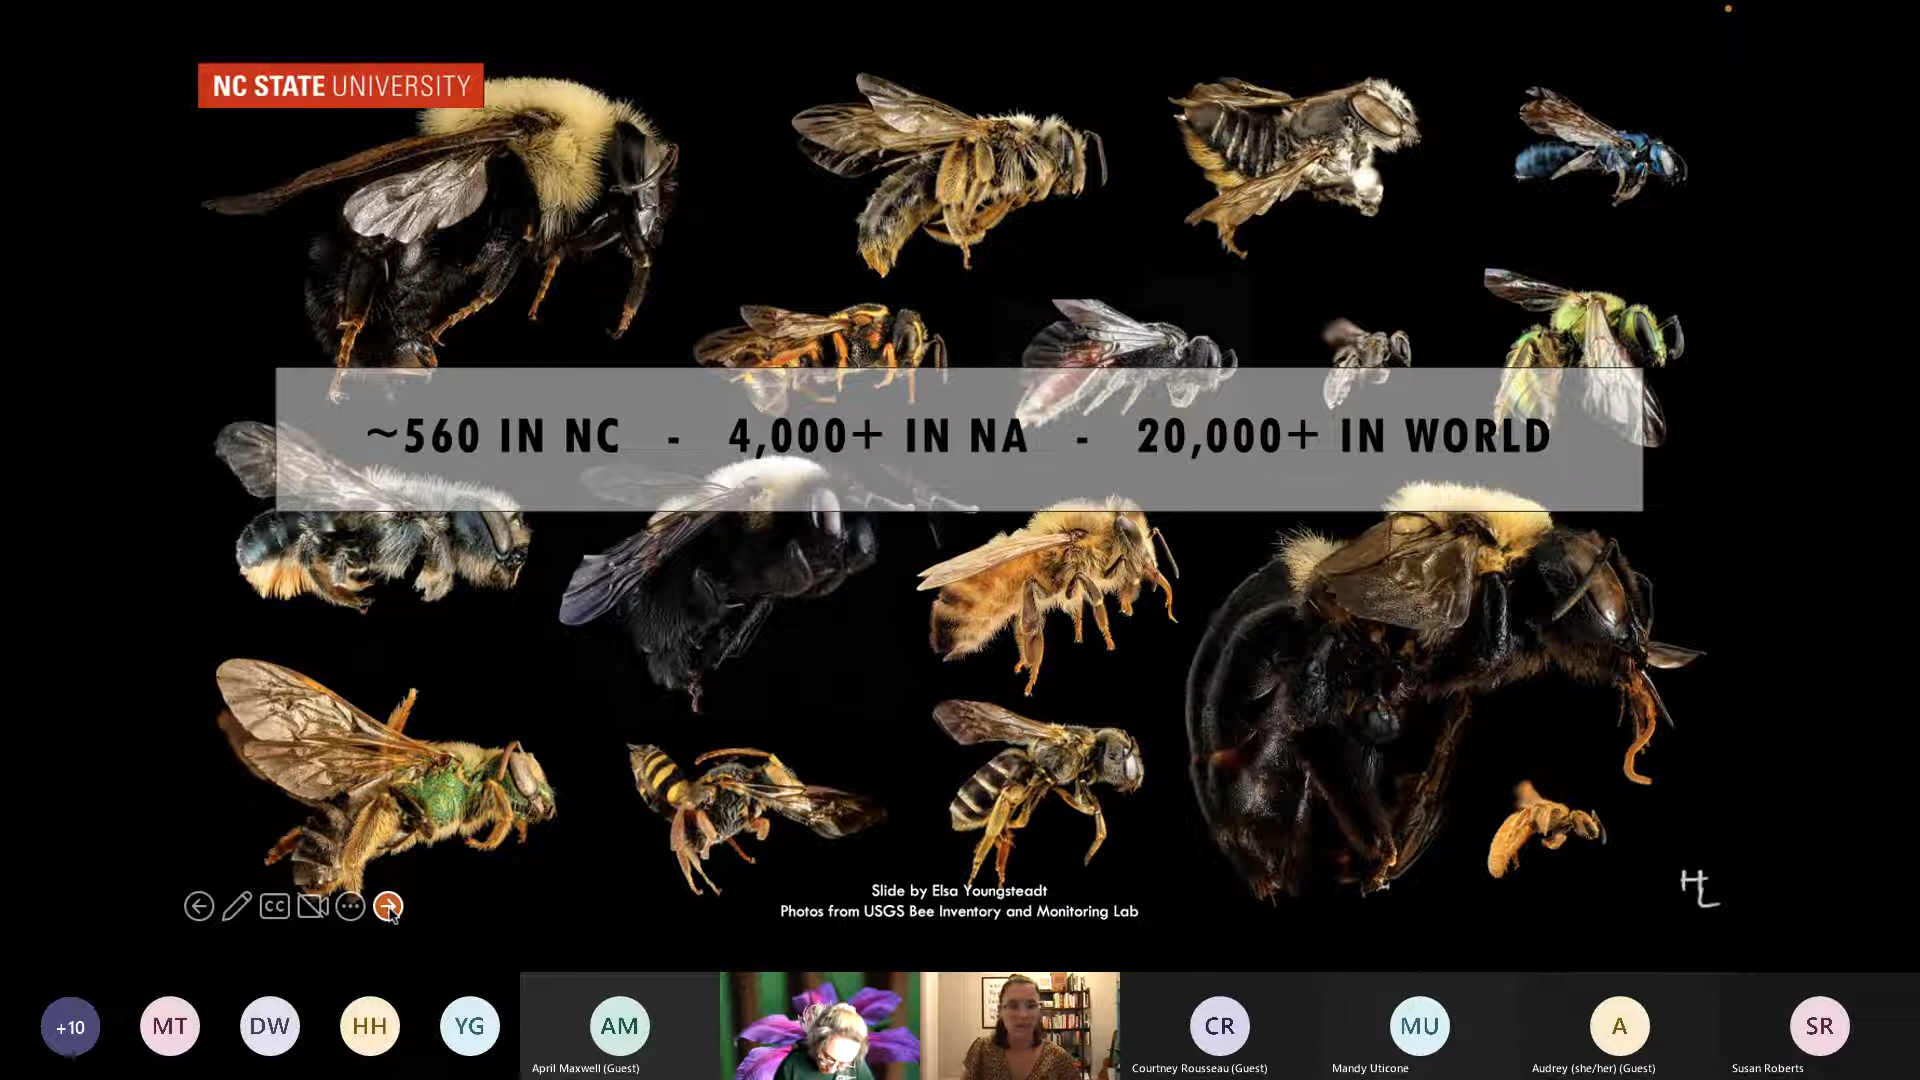 NC STATE UNIVERSITY
~560 IN NC - 4,000+ IN NA - 20,000+ IN WORLD
Slide by Elsa Youngsteadt
Photos from USGS Bee Inventory and Monitoring Lab
HL
CC
+10
MT
DW
HH
YG
AM
CR
MU
A
SR
April Maxwell (Guest)
Courtney Rousseau (Guest)
Mandy Uticone
Audrey (she/her) (Guest)
Susan Roberts